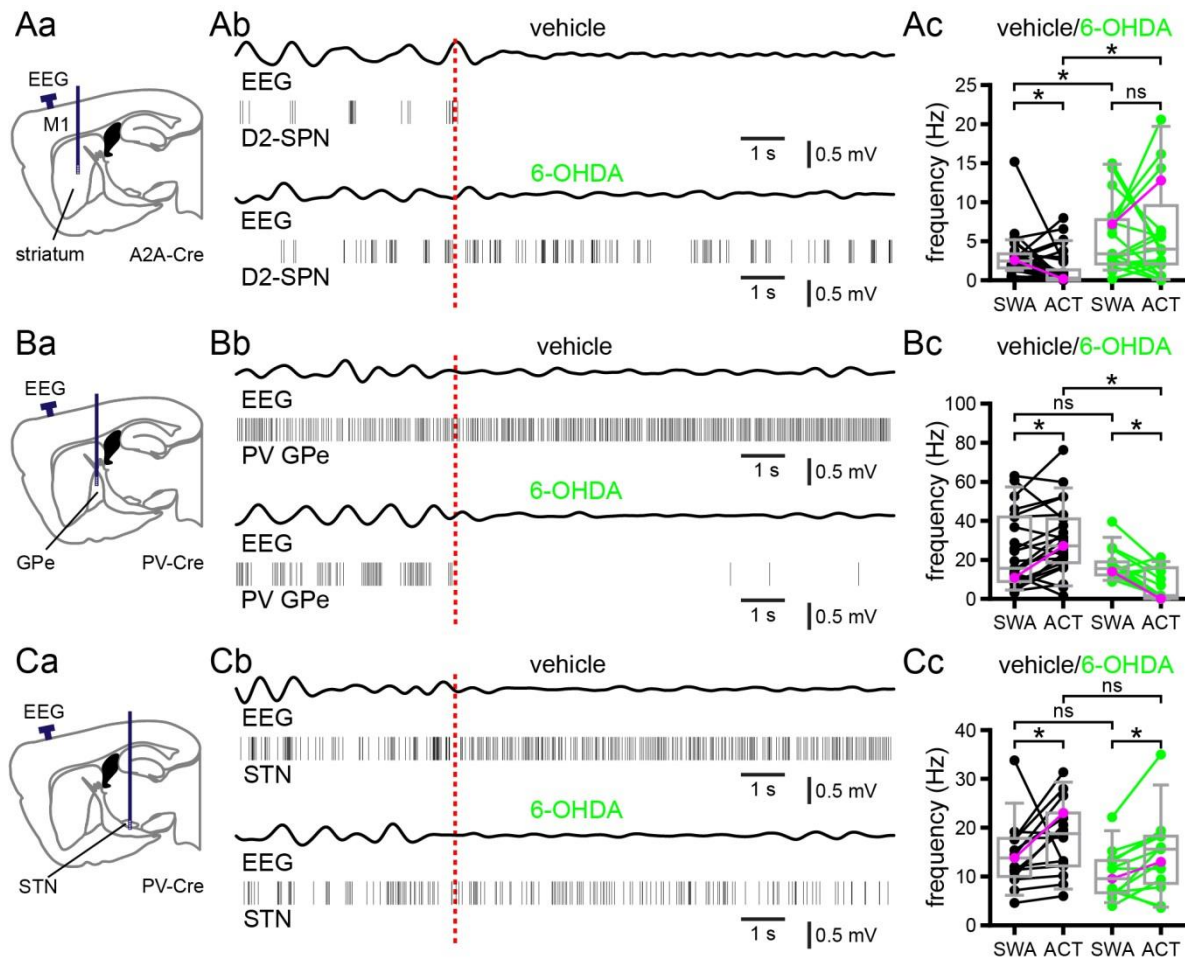 Aa
EEG
M1
striatum
A2A-Cre
Ab
vehicle
EEG
D2-SPN
1 s
0.5 mV
6-OHDA
EEG
D2-SPN
1 s
0.5 mV
Ac
vehicle/6-OHDA
*
*
* ns
frequency (Hz)
25
20
15
10
5
0
SWA ACT SWA ACT
Ba
EEG
GPe
PV-Cre
Bb
vehicle
EEG
PV GPe
1 s
0.5 mV
6-OHDA
EEG
PV GPe
1 s
0.5 mV
Bc
vehicle/6-OHDA
*
ns
* *
frequency (Hz)
100
80
60
40
20
0
SWA ACT SWA ACT
Ca
EEG
STN
PV-Cre
Cb
vehicle
EEG
STN
1 s
0.5 mV
6-OHDA
EEG
STN
1 s
0.5 mV
Cc
vehicle/6-OHDA
ns
ns
* *
frequency (Hz)
40
30
20
10
0
SWA ACT SWA ACT